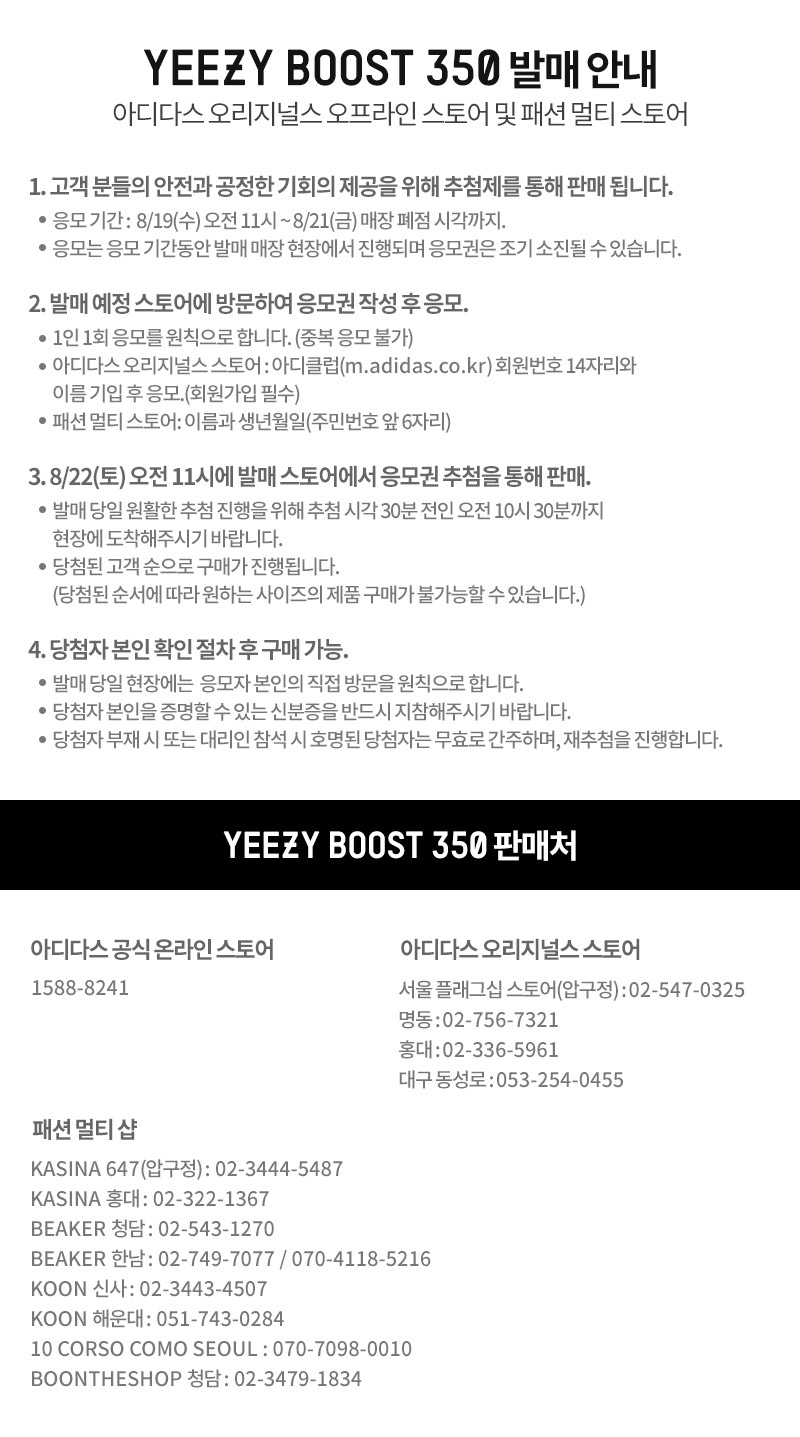 YEEZY BOOST 350 발매 안내
아디다스 오리지널스 오프라인 스토어 및 패션 멀티 스토어
1. 고객 분들의 안전과 공정한 기회의 제공을 위해 추첨제를 통해 판매 됩니다.
• 응모 기간 : 8/19(수) 오전 11시 ~ 8/21(금) 매장 폐점 시각까지.
• 응모는 응모 기간동안 발매 매장 현장에서 진행되며 응모권은 조기 소진될 수 있습니다.
2. 발매 예정 스토어에 방문하여 응모권 작성 후 응모.
• 1인 1회 응모를 원칙으로 합니다. (중복 응모 불가)
• 아디다스 오리지널스 스토어 : 아디클럽(m.adidas.co.kr) 회원번호 14자리와
이름 기입 후 응모.(회원가입 필수)
• 패션 멀티 스토어: 이름과 생년월일(주민번호 앞 6자리)
3. 8/22(토) 오전 11시에 발매 스토어에서 응모권 추첨을 통해 판매.
• 발매 당일 원활한 추첨 진행을 위해 추첨 시각 30분 전인 오전 10시 30분까지
현장에 도착해주시기 바랍니다.
• 당첨된 고객 순으로 구매가 진행됩니다.
(당첨된 순서에 따라 원하는 사이즈의 제품 구매가 불가능할 수 있습니다.)
4. 당첨자 본인 확인 절차 후 구매 가능.
• 발매 당일 현장에는 응모자 본인의 직접 방문을 원칙으로 합니다.
• 당첨자 본인을 증명할 수 있는 신분증을 반드시 지참해주시기 바랍니다.
• 당첨자 부재 시 또는 대리인 참석 시 호명된 당첨자는 무효로 간주하며, 재추첨을 진행합니다.
YEEZY BOOST 350 판매처
아디다스 공식 온라인 스토어
1588-8241
아디다스 오리지널스 스토어
서울 플래그십 스토어(압구정) : 02-547-0325
명동 : 02-756-7321
홍대 : 02-336-5961
대구 동성로 : 053-254-0455
패션 멀티 샵
KASINA 647(압구정) : 02-3444-5487
KASINA 홍대 : 02-322-1367
BEAKER 청담 : 02-543-1270
BEAKER 한남 : 02-749-7077 / 070-4118-5216
KOON 신사 : 02-3443-4507
KOON 해운대 : 051-743-0284
10 CORSO COMO SEOUL : 070-7098-0010
BOONTHESHOP 청담 : 02-3479-1834